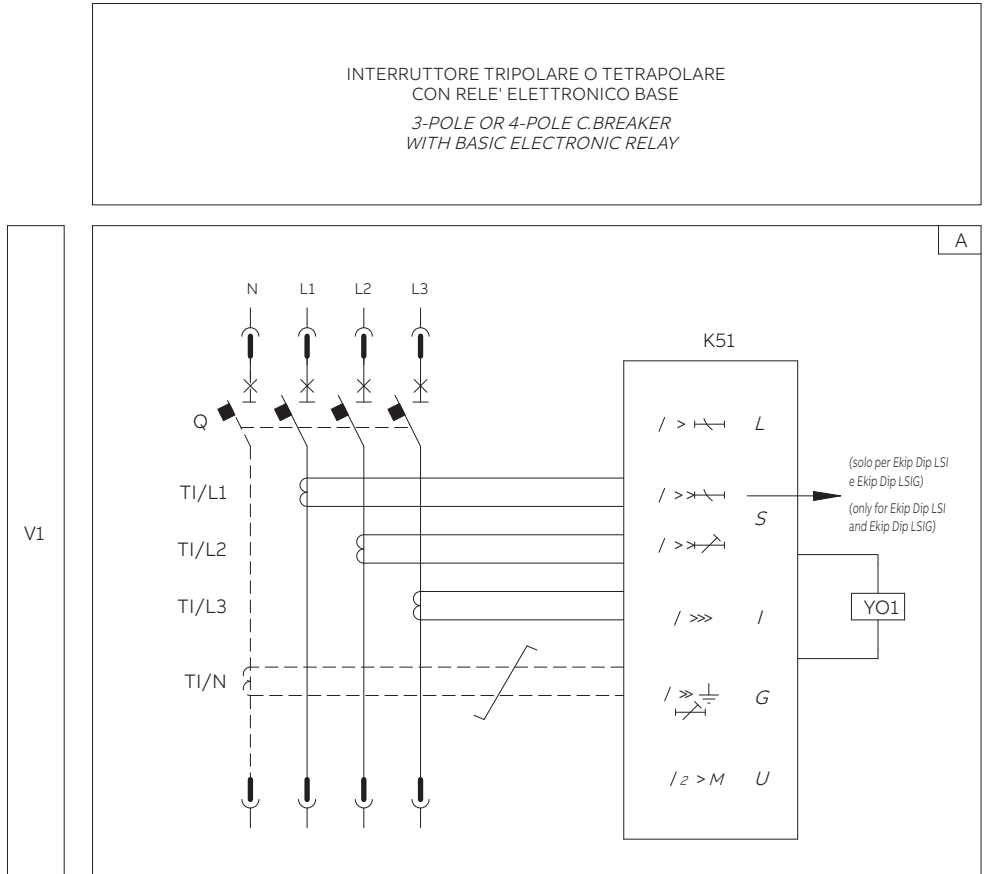 INTERRUTTORE TRIPOLARE O TETRAPOLARE
CON RELE' ELETTRONICO BASE
3-POLE OR 4-POLE C.BREAKER
WITH BASIC ELECTRONIC RELAY
A
V1
N L1 L2 L3
K51
Q
TI/L1
TI/L2
TI/L3
TI/N
/ > L
/ >>
S
/ >>
/ >>> I
/ >> G
/ 2 > M U
(solo per Ekip Dip LSI
e Ekip Dip LSIG)
(only for Ekip Dip LSI
and Ekip Dip LSIG)
YO1